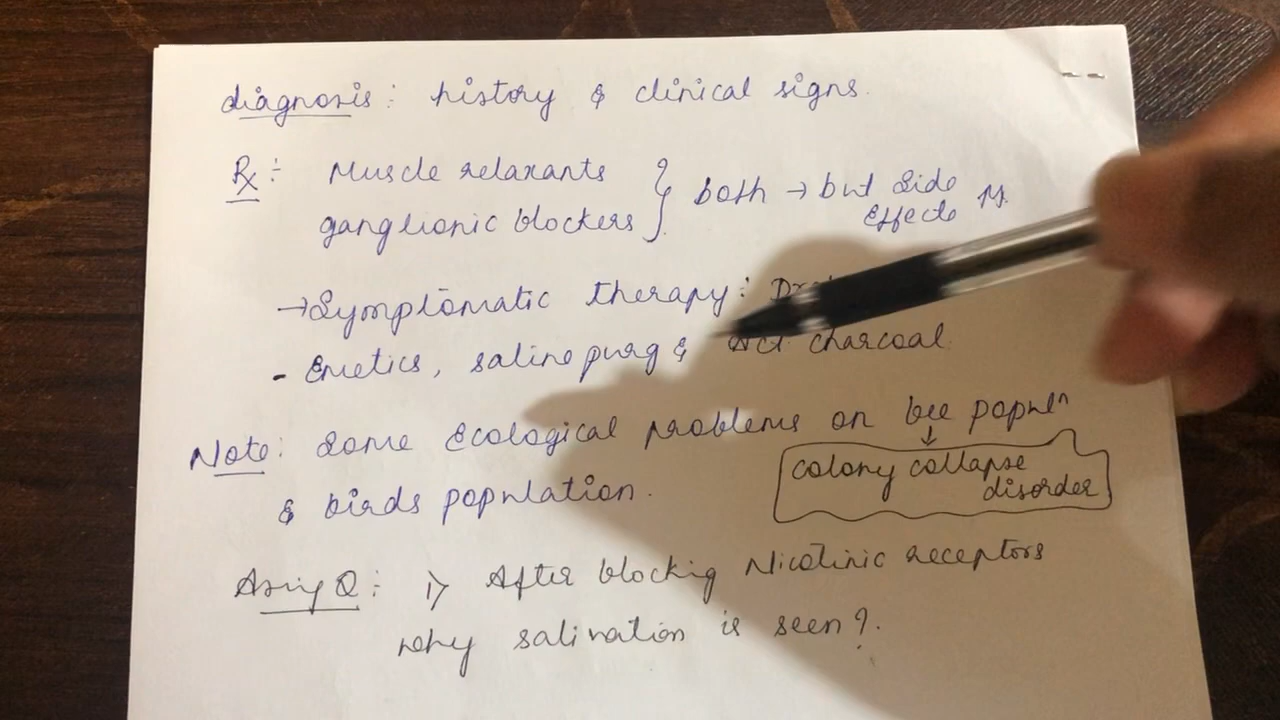 diagnosis: history & clinical signs.
Rx: Muscle relaxants
ganglionic blockers } both → but side Effects
→ Symptomatic therapy:
- Emetics, saline purg & Act charcoal.
Note: Some Ecological problems on bee populn
↓
& birds population.
colony collapse
disorder
Q: 1) After blocking Nicotinic receptors
why salivation is seen?.